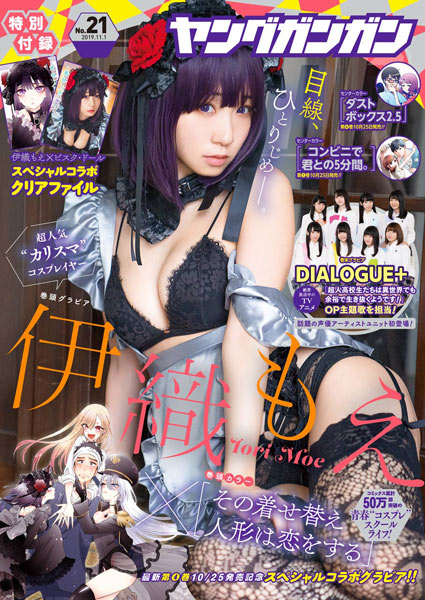 特別
付録
No.21
2019.11.1
ヤングガンガン
伊織もえ×ビスク・ドール
スペシャルコラボ
クリアファイル
目線、
ひとりじめ―。
センターカラー
「ダスト
ボックス2.5」
センターカラー
「コンビニで
君との5分間。」
超人気
“カリスマ”
コスプレイヤー
巻頭グラビア
伊織もえ
Iori Moe
DIALOGUE+
「超人高校生たちは異世界でも
余裕で生き抜くようです!」
OP主題歌を担当!
話題の声優アーティストユニット初登場!
巻頭カラー
×「その着せ替え
人形は恋をする」
コミックス累計
50万部突破の
青春“コスプレ”
スクール
ライフ!
最新第4巻10/25発売記念 スペシャルコラボグラビア!!